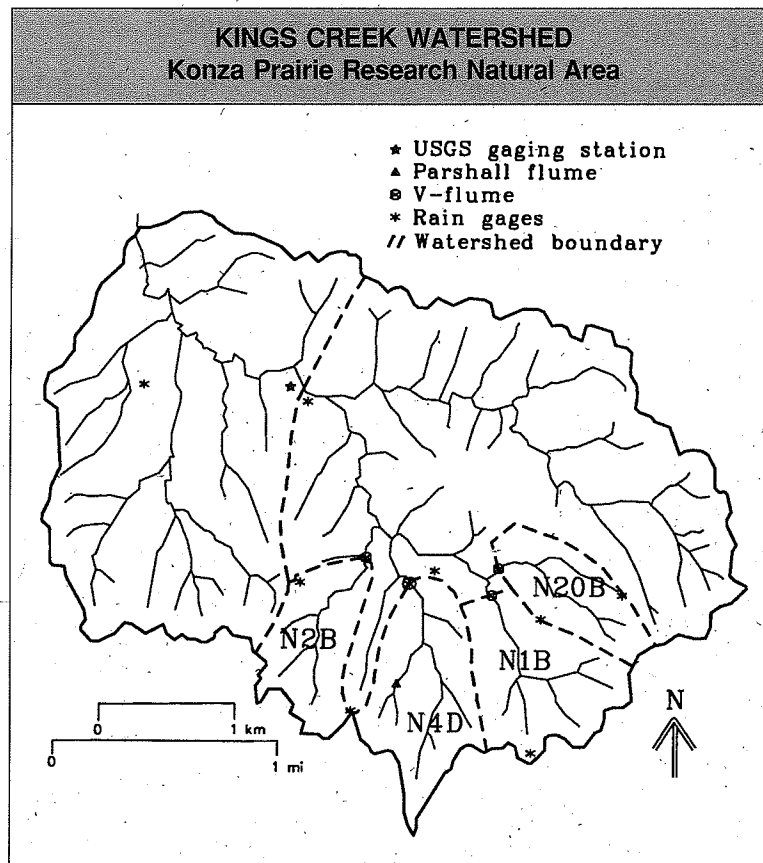 KINGS CREEK WATERSHED
Konza Prairie Research Natural Area
USGS gaging station
Parshall flume
V-flume
Rain gages
Watershed boundary
N20B
N2B
N1B
N4D
N
0 1 km
0 1 mi